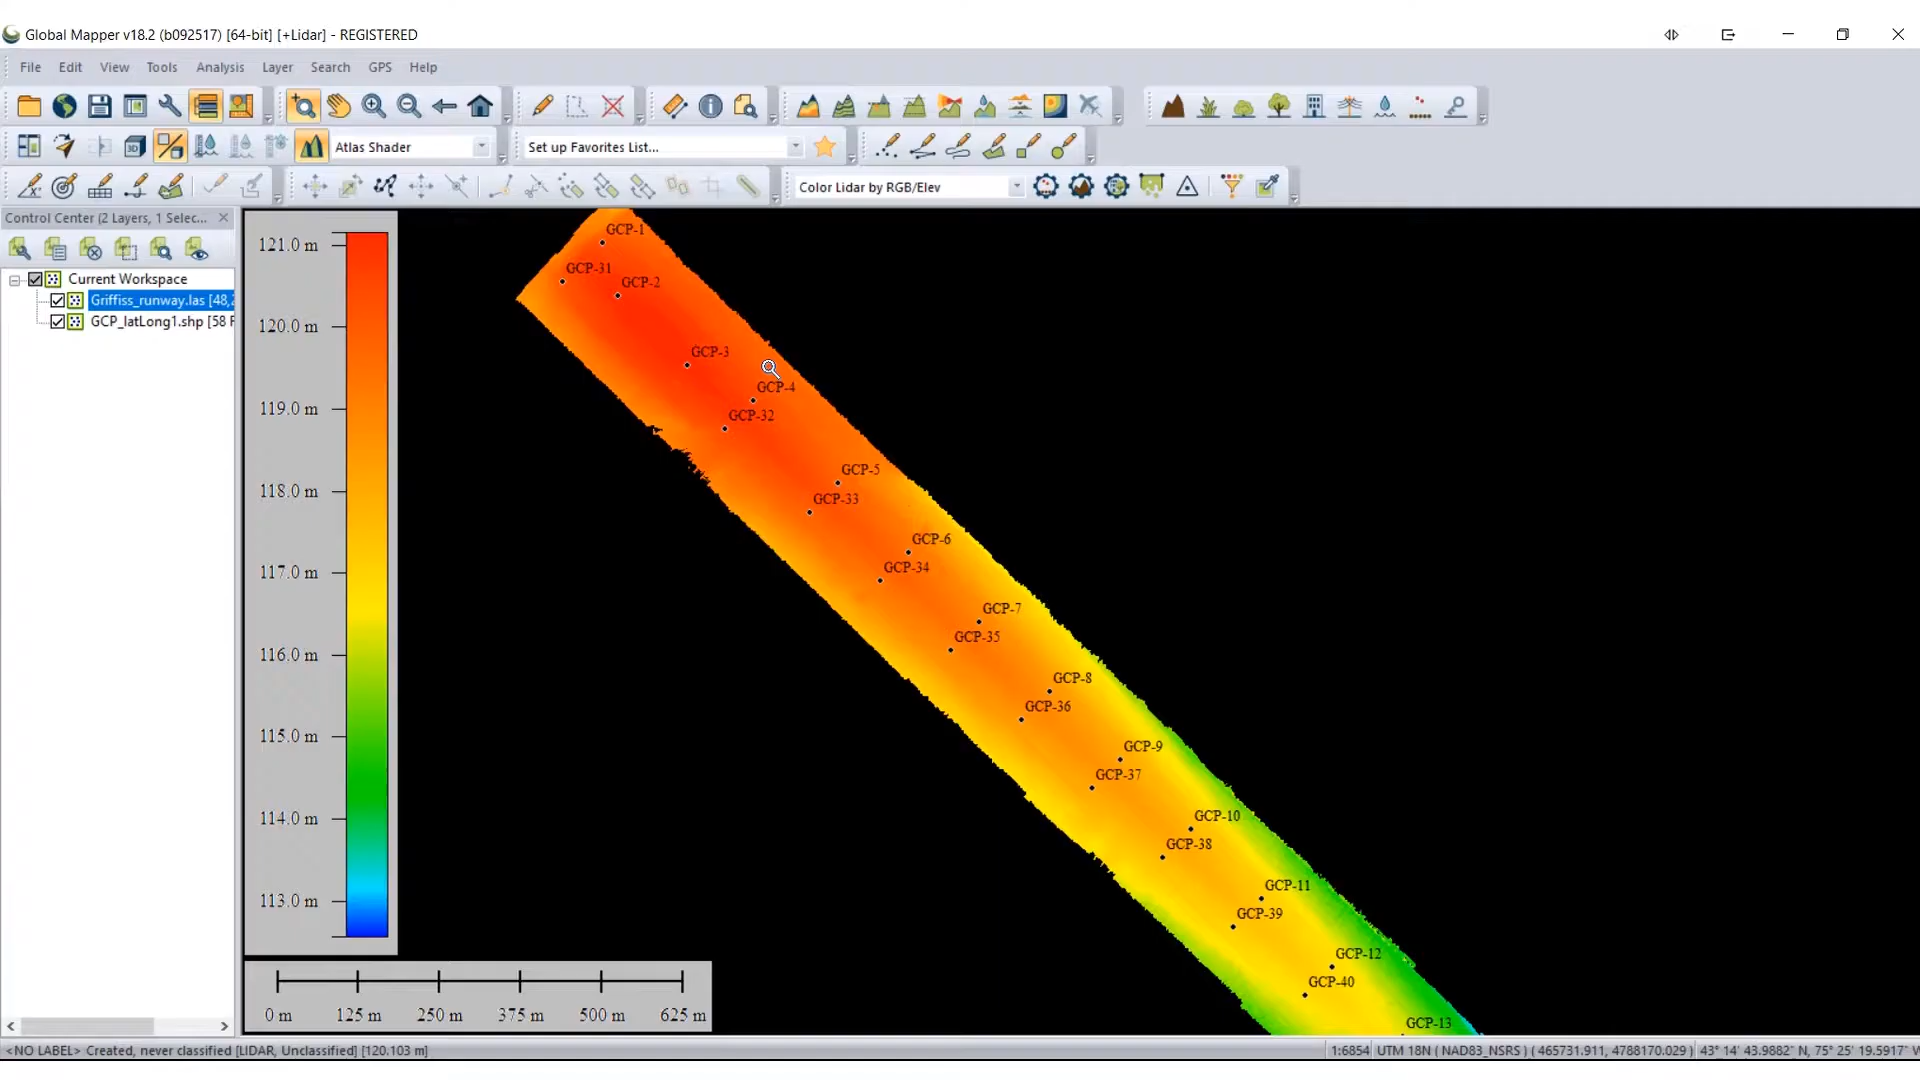 Global Mapper v18.2 (b092517) [64-bit] [+Lidar] - REGISTERED
File Edit View Tools Analysis Layer Search GPS Help
3D Atlas Shader Set up Favorites List...
Color Lidar by RGB/Elev
Control Center (2 Layers, 1 Selec...
Current Workspace
Griffiss_runway.las [48,
GCP_latLong1.shp [58 F
121.0 m
120.0 m
119.0 m
118.0 m
117.0 m
116.0 m
115.0 m
114.0 m
113.0 m
0 m 125 m 250 m 375 m 500 m 625 m
GCP-1
GCP-31
GCP-2
GCP-3
GCP-4
GCP-32
GCP-5
GCP-33
GCP-6
GCP-34
GCP-7
GCP-35
GCP-8
GCP-36
GCP-9
GCP-37
GCP-10
GCP-38
GCP-11
GCP-39
GCP-12
GCP-40
GCP-13
<NO LABEL> Created, never classified [LIDAR, Unclassified] [120.103 m]
1:6854 UTM 18N ( NAD83_NSRS ) ( 465731.911, 4788170.029 ) 43° 14' 43.9882" N, 75° 25' 19.5917" W